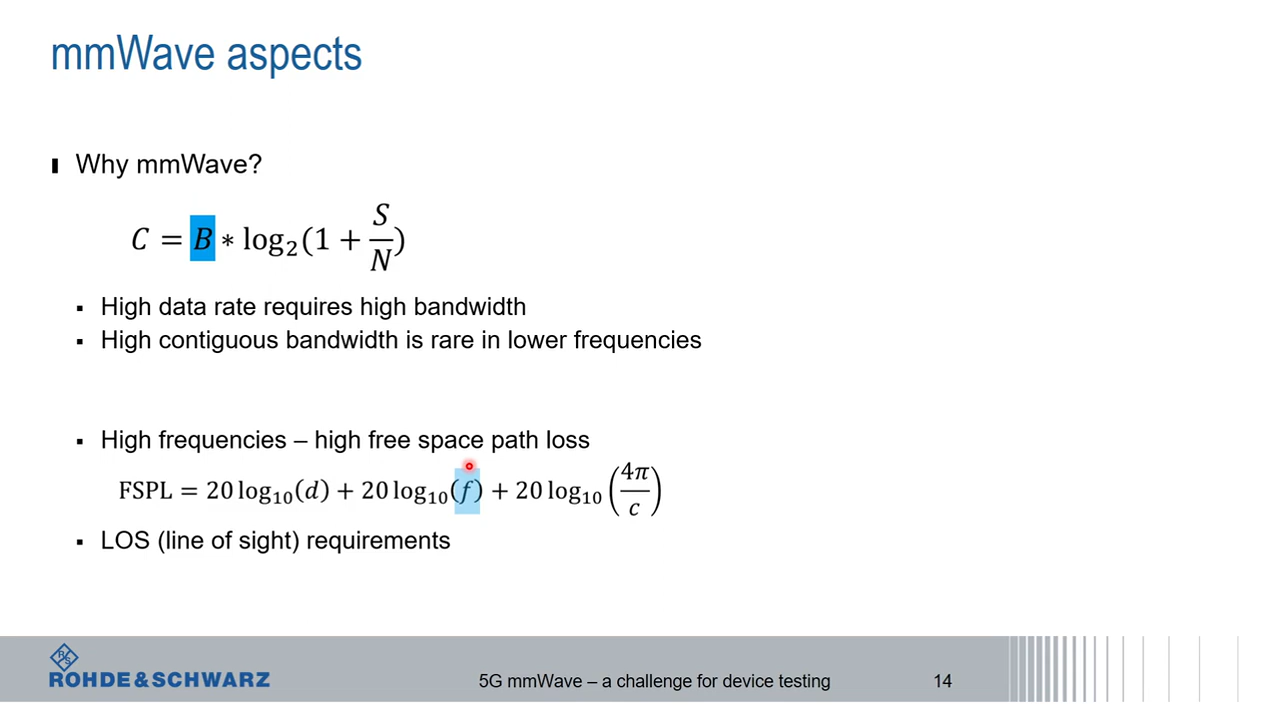 mmWave aspects
Why mmWave?
C = B ∗ log₂(1 + S/N)
▪ High data rate requires high bandwidth
▪ High contiguous bandwidth is rare in lower frequencies
▪ High frequencies – high free space path loss
FSPL = 20 log₁₀(d) + 20 log₁₀(f) + 20 log₁₀(4π/c)
▪ LOS (line of sight) requirements
R S
ROHDE&SCHWARZ
5G mmWave – a challenge for device testing
14